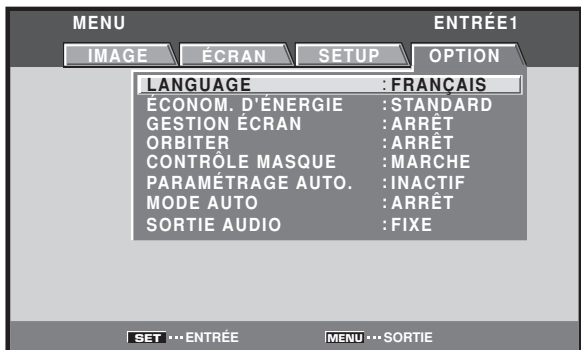 MENU ENTRÉE1
IMAGE ÉCRAN SETUP OPTION
LANGUAGE :FRANÇAIS
ÉCONOM. D'ÉNERGIE :STANDARD
GESTION ÉCRAN :ARRÊT
ORBITER :ARRÊT
CONTRÔLE MASQUE :MARCHE
PARAMÉTRAGE AUTO. :INACTIF
MODE AUTO :ARRÊT
SORTIE AUDIO :FIXE
SET ··· ENTRÉE MENU ··· SORTIE